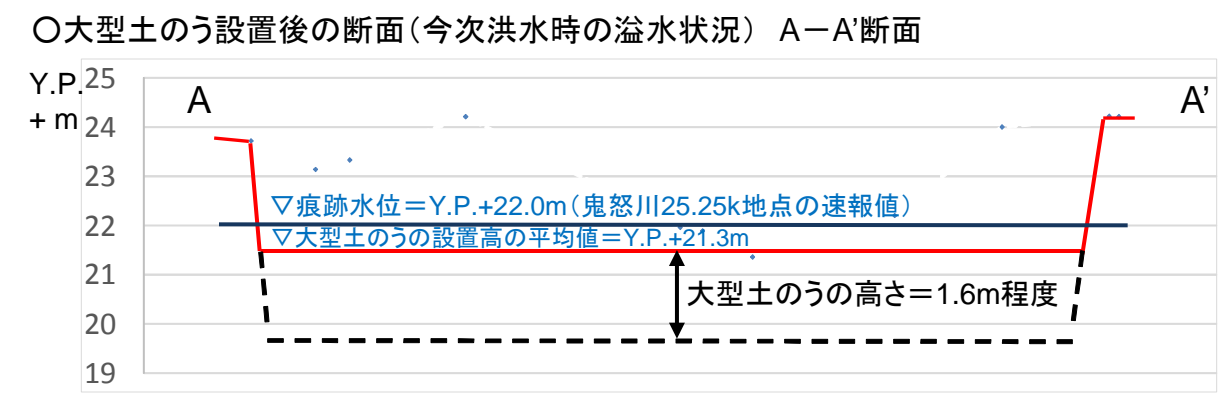 〇大型土のう設置後の断面（今次洪水時の溢水状況） A－A’断面
Y.P.
+ m
25
A
A’
24
23
▽痕跡水位＝Y.P.+22.0m（鬼怒川25.25k地点の速報値）
22
▽大型土のうの設置高の平均値＝Y.P.+21.3m
21
大型土のうの高さ＝1.6m程度
20
19